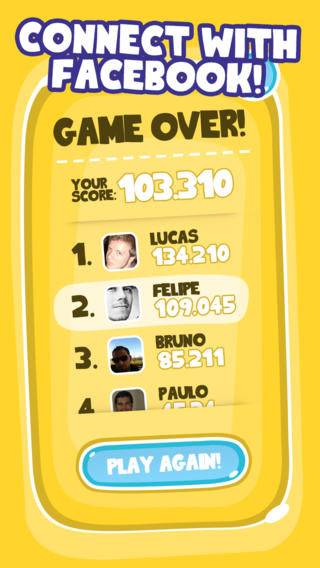 CONNECT WITH
FACEBOOK!
GAME OVER!
YOUR
SCORE: 103.310
1. LUCAS
134.210
2. FELIPE
109.045
3. BRUNO
85.211
4 PAULO
PLAY AGAIN!